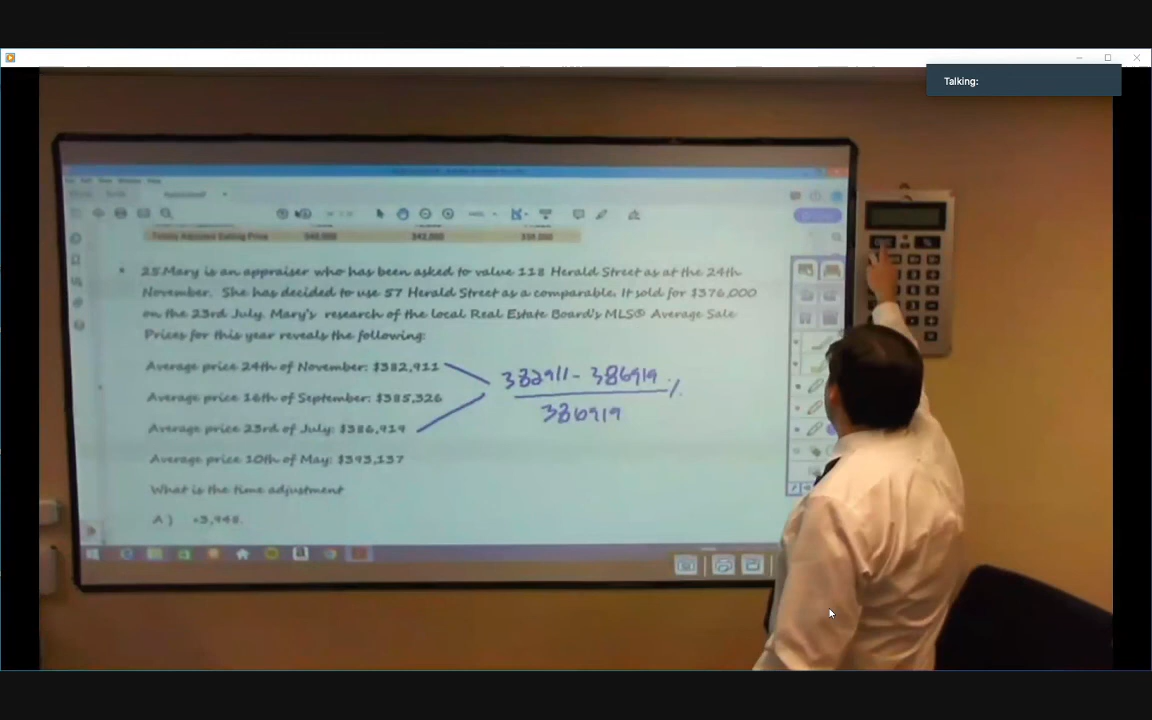 Talking:
25.Mary is an appraiser who has been asked to value 118 Herald Street as at the 24th
November. She has decided to use 57 Herald Street as a comparable. It sold for $376,000
on the 23rd July. Mary's research of the local Real Estate Board's MLS® Average Sale
Prices for this year reveals the following:
Average price 24th of November: $382,911
Average price 16th of September: $385,326
Average price 23rd of July: $386,919
Average price 10th of May: $393,137
382911 - 386919 %
386919
What is the time adjustment
A)